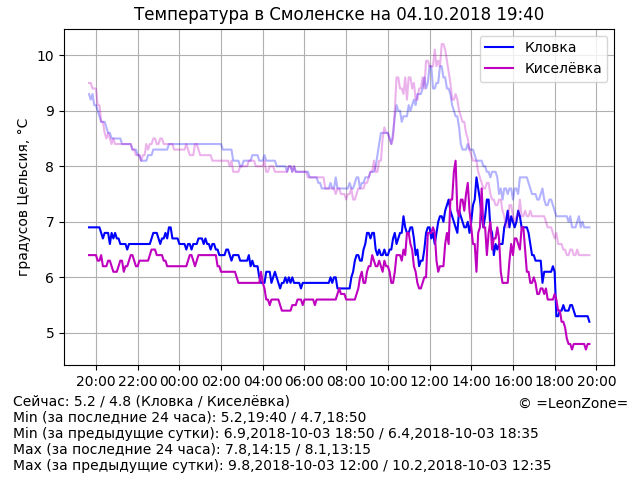 Температура в Смоленске на 04.10.2018 19:40
Кловка
Киселёвка
градусов Цельсия, °C
10
9
8
7
6
5
20:00 22:00 00:00 02:00 04:00 06:00 08:00 10:00 12:00 14:00 16:00 18:00 20:00
Сейчас: 5.2 / 4.8 (Кловка / Киселёвка)
© =LeonZone=
Min (за последние 24 часа): 5.2,19:40 / 4.7,18:50
Min (за предыдущие сутки): 6.9,2018-10-03 18:50 / 6.4,2018-10-03 18:35
Max (за последние 24 часа): 7.8,14:15 / 8.1,13:15
Max (за предыдущие сутки): 9.8,2018-10-03 12:00 / 10.2,2018-10-03 12:35